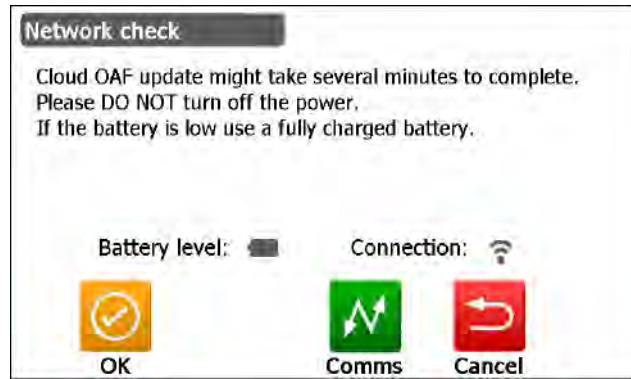 Network check
Cloud OAF update might take several minutes to complete.
Please DO NOT turn off the power.
If the battery is low use a fully charged battery.
Battery level: Connection:
OK Comms Cancel